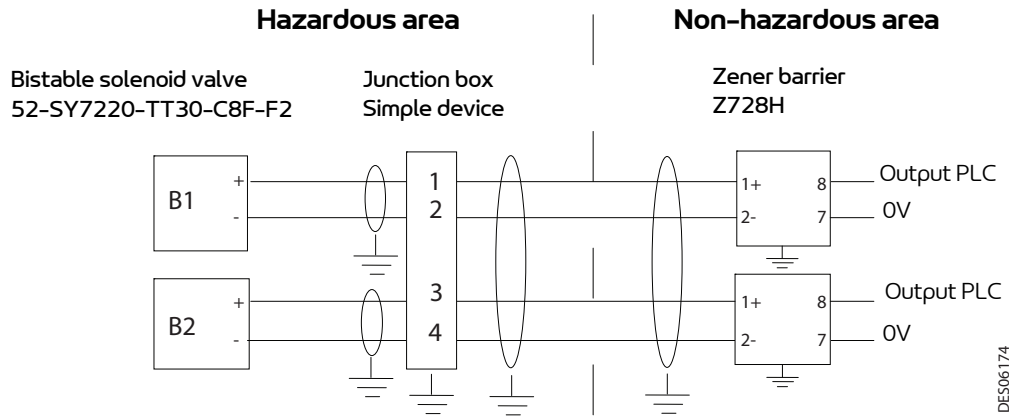 Hazardous area
Non-hazardous area
Bistable solenoid valve
52-SY7220-TT30-C8F-F2
Junction box
Simple device
Zener barrier
Z728H
B1
+
-
1
2
1+
8
Output PLC
2-
7
0V
B2
+
-
3
4
1+
8
Output PLC
2-
7
0V
DES06174